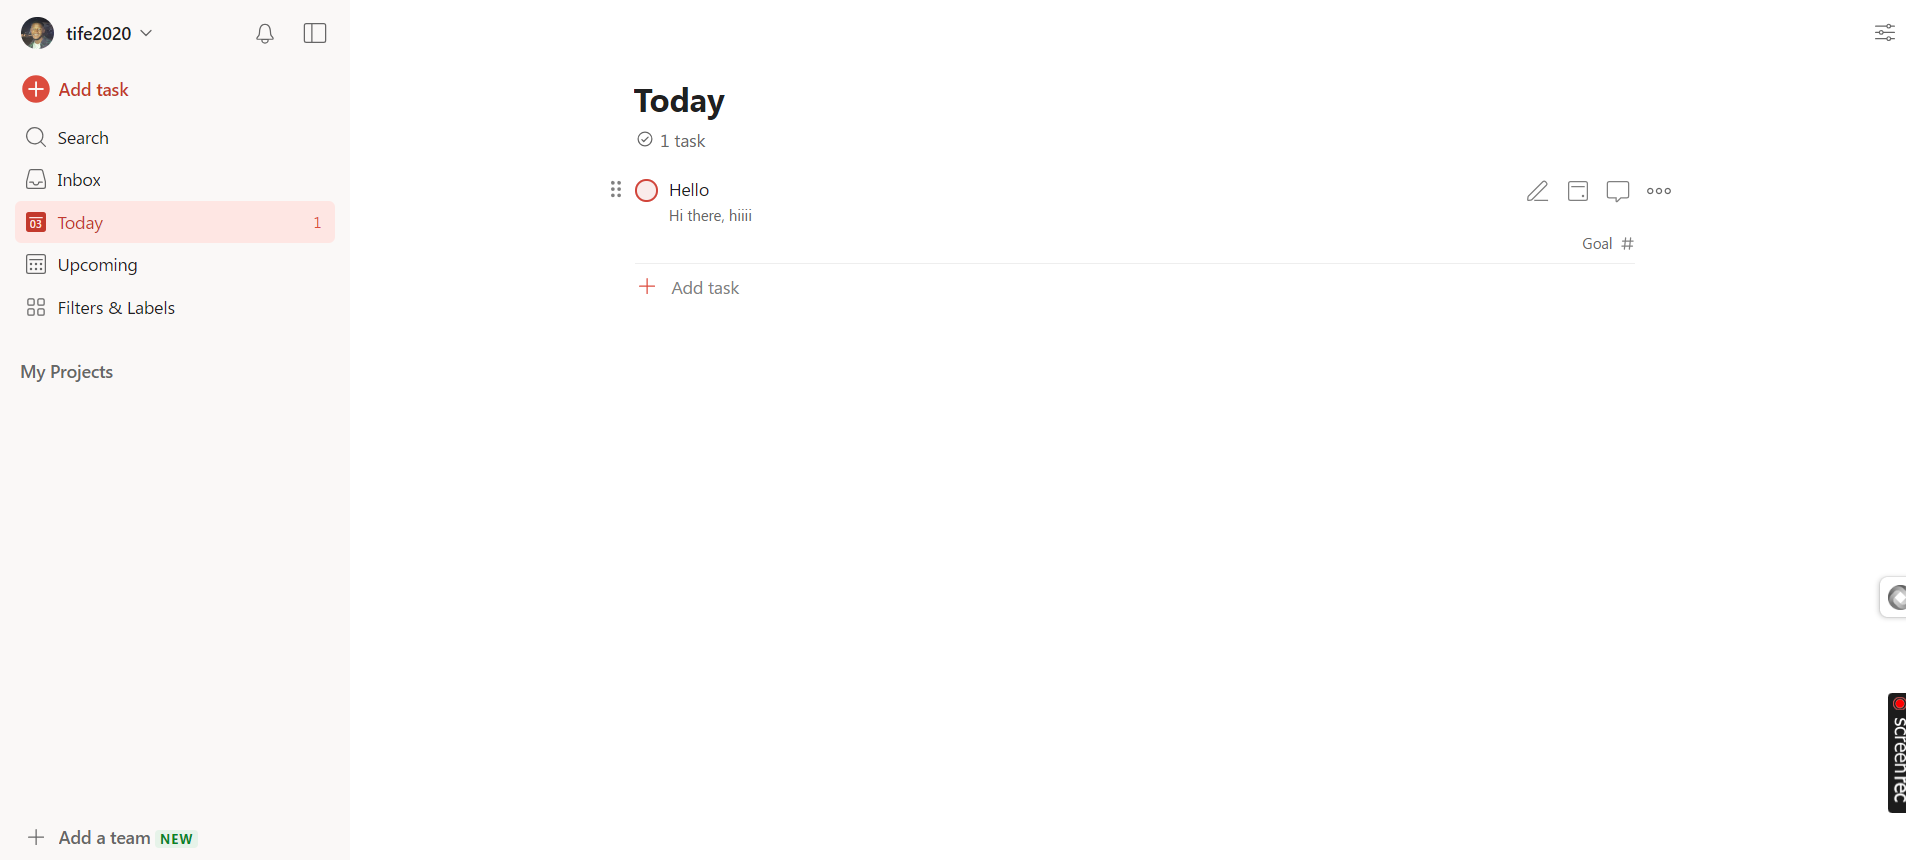 tife2020
Add task
Search
Inbox
03 Today 1
Upcoming
Filters & Labels
My Projects
Add a team NEW
Today
1 task
Hello
Hi there, hiiii
Goal #
Add task
screenrec